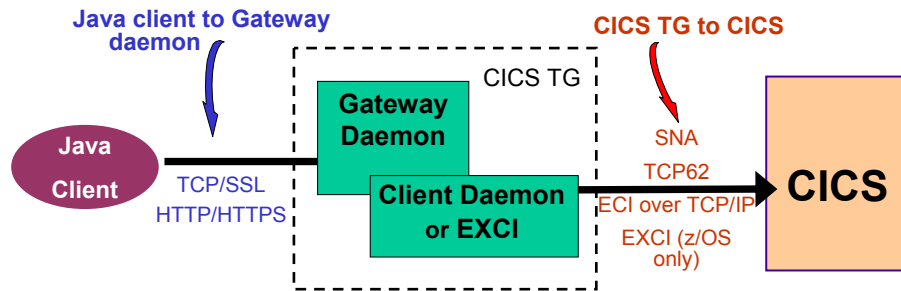 Java client to Gateway
daemon
CICS TG to CICS
CICS TG
Gateway
Daemon
Java
Client
TCP/SSL
HTTP/HTTPS
Client Daemon
or EXCI
SNA
TCP62
ECI over TCP/IP
EXCI (z/OS
only)
CICS